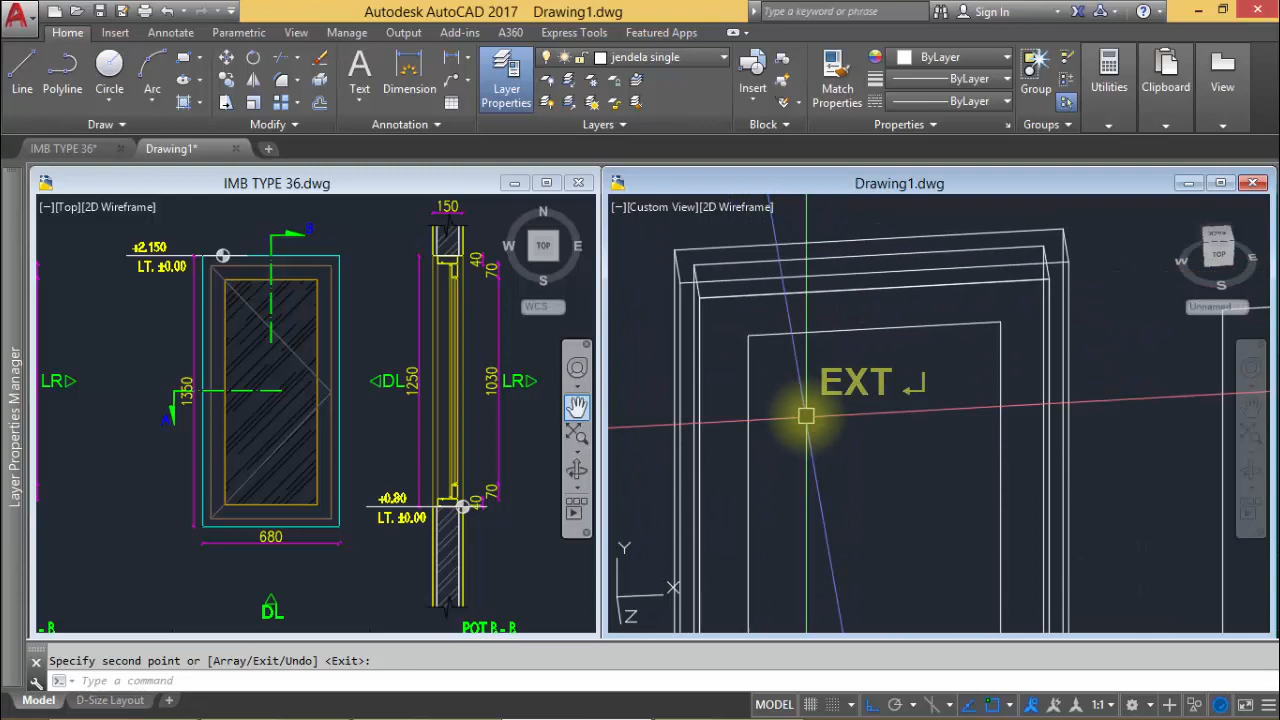 Autodesk AutoCAD 2017 Drawing1.dwg
Type a keyword or phrase
Sign In
Home Insert Annotate Parametric View Manage Output Add-ins A360 Express Tools Featured Apps
Line
Polyline
Circle
Arc
Text
Dimension
Layer
Properties
jendela single
Insert
Match
Properties
ByLayer
ByLayer
ByLayer
Group
Utilities
Clipboard
View
Draw
Modify
Annotation
Layers
Block
Properties
Groups
IMB TYPE 36*
Drawing1*
IMB TYPE 36.dwg
[−][Top][2D Wireframe]
150
N
W
TOP
E
S
WCS
+2.150
LT. ±0.00
B
40
70
LR
1350
A
DL
1250
1030
LR
+0.80
LT. ±0.00
70
40
680
DL
- B
POT B - B
Drawing1.dwg
[−][Custom View][2D Wireframe]
TOP
W
E
S
Unnamed
EXT
Y
X
Z
Layer Properties Manager
Specify second point or [Array/Exit/Undo] <Exit>:
Type a command
Model
D-Size Layout
MODEL
1:1